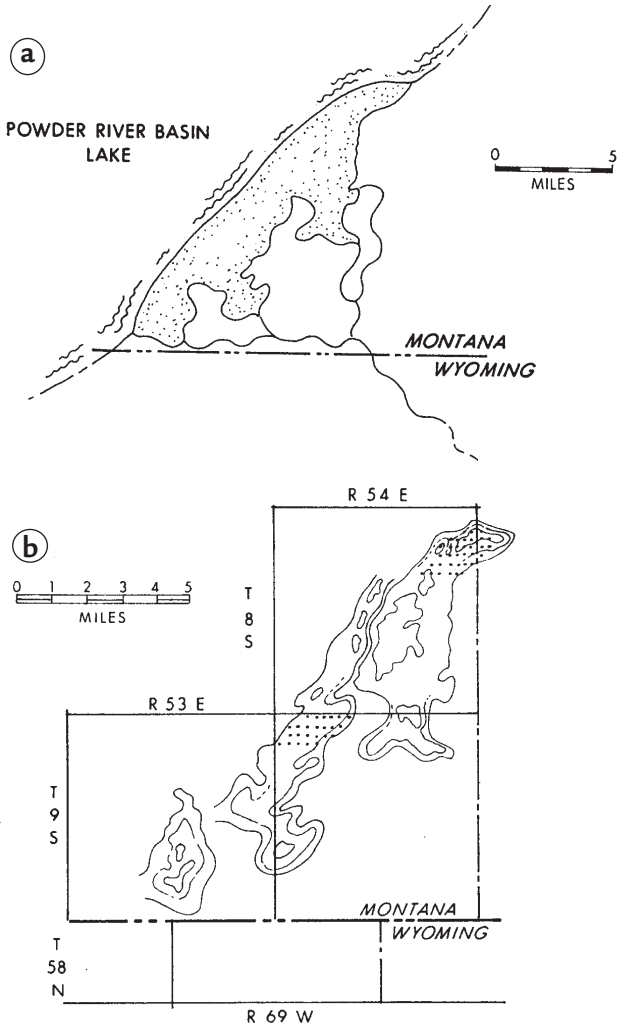 a
POWDER RIVER BASIN
LAKE
0 5
MILES
MONTANA
WYOMING
b
R 54 E
0 1 2 3 4 5
MILES
T
8
S
R 53 E
T
9
S
MONTANA
WYOMING
T
58
N
R 69 W